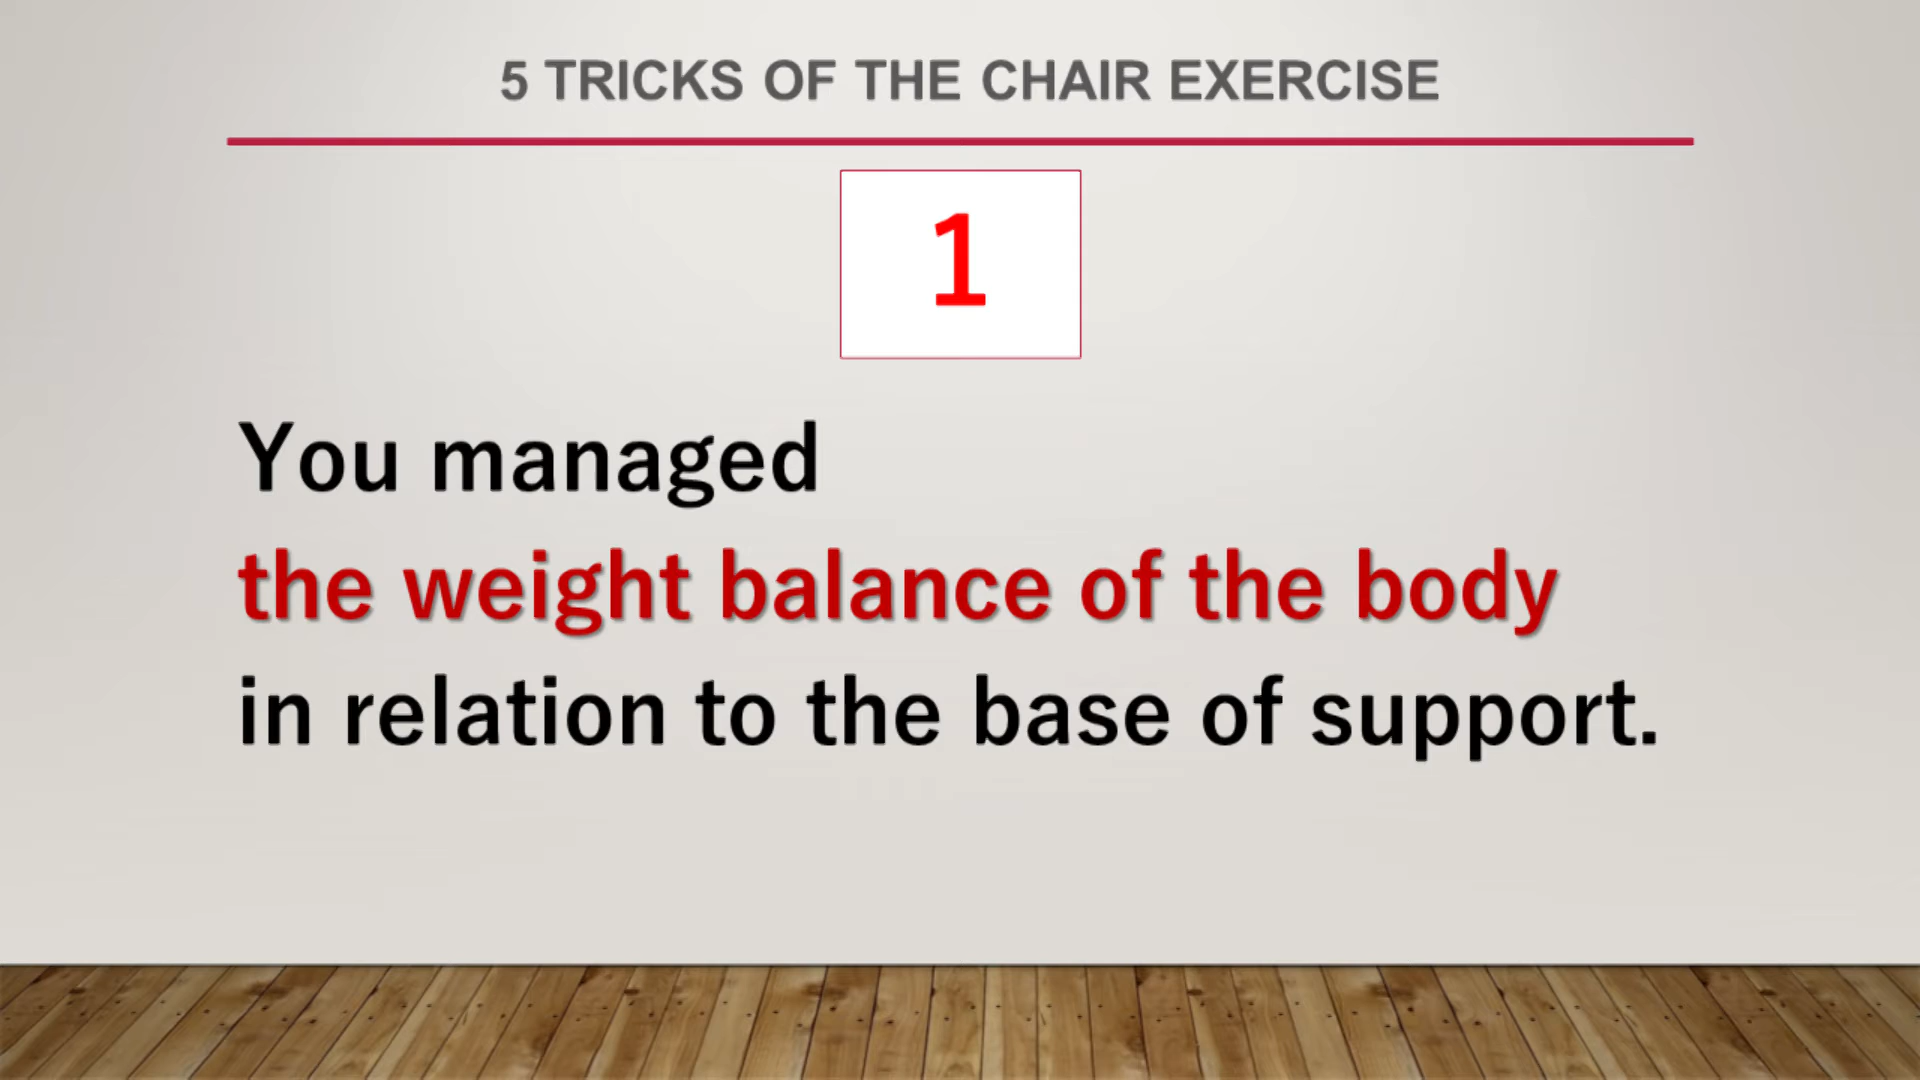 5 TRICKS OF THE CHAIR EXERCISE
1
You managed
the weight balance of the body
in relation to the base of support.